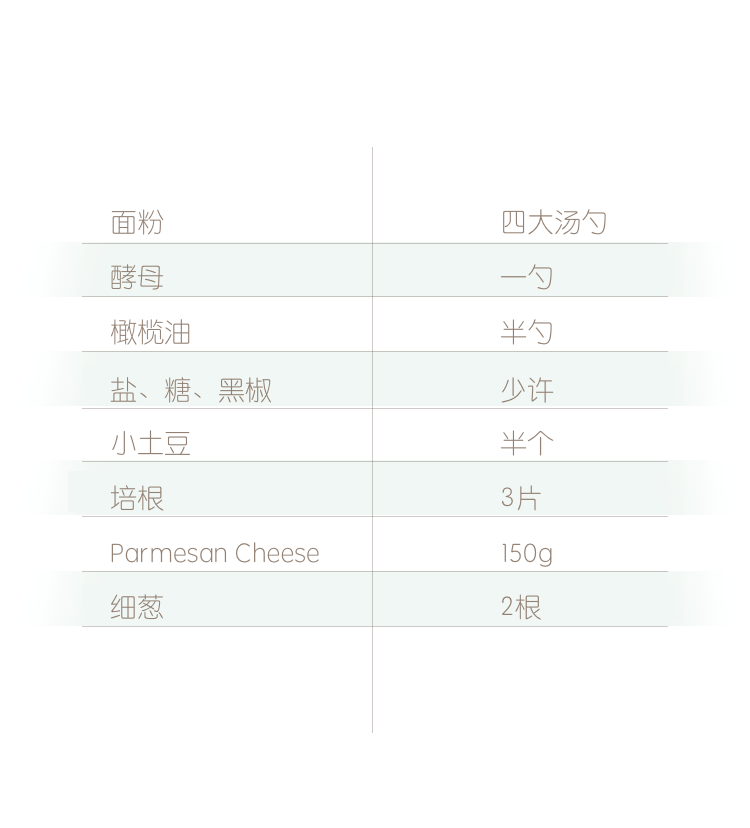 面粉 四大汤勺
酵母 一勺
橄榄油 半勺
盐、糖、黑椒 少许
小土豆 半个
培根 3片
Parmesan Cheese 150g
细葱 2根